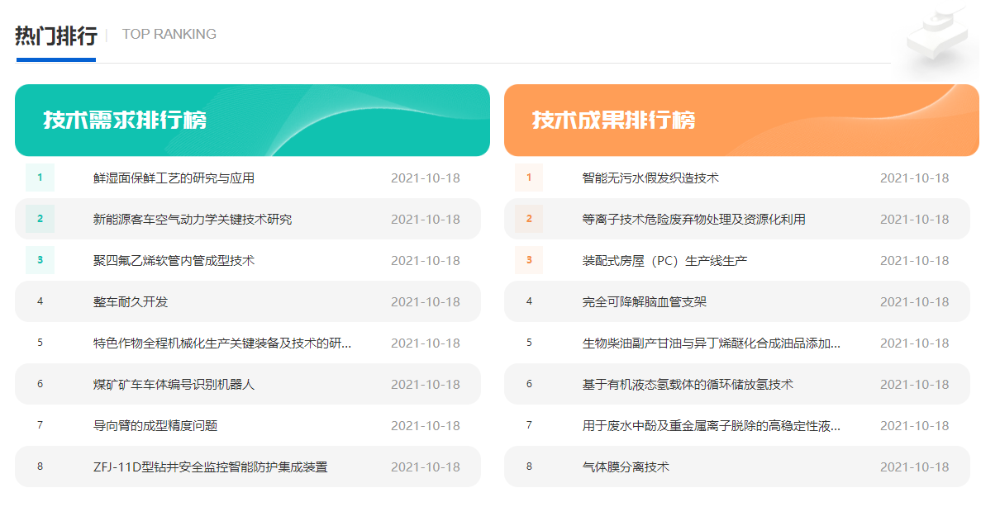 热门排行 TOP RANKING
技术需求排行榜
1 鲜湿面保鲜工艺的研究与应用 2021-10-18
2 新能源客车空气动力学关键技术研究 2021-10-18
3 聚四氟乙烯软管内管成型技术 2021-10-18
4 整车耐久开发 2021-10-18
5 特色作物全程机械化生产关键装备及技术的研... 2021-10-18
6 煤矿矿车车体编号识别机器人 2021-10-18
7 导向臂的成型精度问题 2021-10-18
8 ZFJ-11D型钻井安全监控智能防护集成装置 2021-10-18
技术成果排行榜
1 智能无污水假发织造技术 2021-10-18
2 等离子技术危险废弃物处理及资源化利用 2021-10-18
3 装配式房屋（PC）生产线生产 2021-10-18
4 完全可降解脑血管支架 2021-10-18
5 生物柴油副产甘油与异丁烯醚化合成油品添加... 2021-10-18
6 基于有机液态氢载体的循环储放氢技术 2021-10-18
7 用于废水中酚及重金属离子脱除的高稳定性液... 2021-10-18
8 气体膜分离技术 2021-10-18